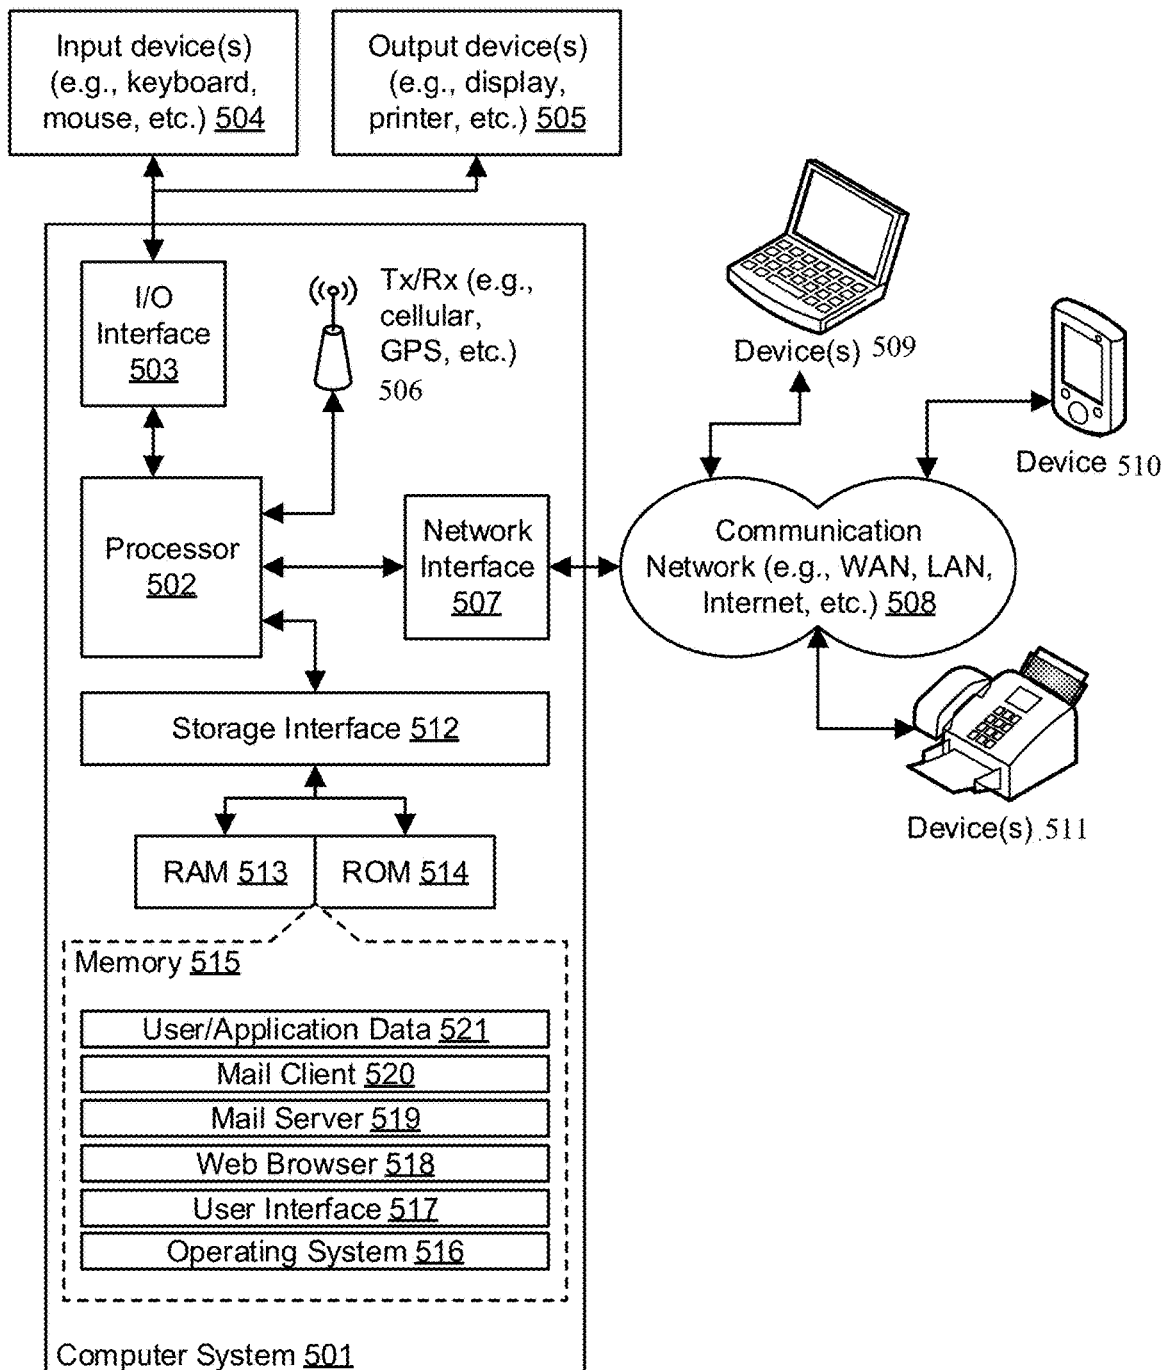 Input device(s)
(e.g., keyboard,
mouse, etc.) 504
Output device(s)
(e.g., display,
printer, etc.) 505
I/O
Interface
503
Tx/Rx (e.g.,
cellular,
GPS, etc.)
506
Device(s) 509
Device 510
Processor
502
Network
Interface
507
Communication
Network (e.g., WAN, LAN,
Internet, etc.) 508
Storage Interface 512
Device(s) 511
RAM 513
ROM 514
Memory 515
User/Application Data 521
Mail Client 520
Mail Server 519
Web Browser 518
User Interface 517
Operating System 516
Computer System 501